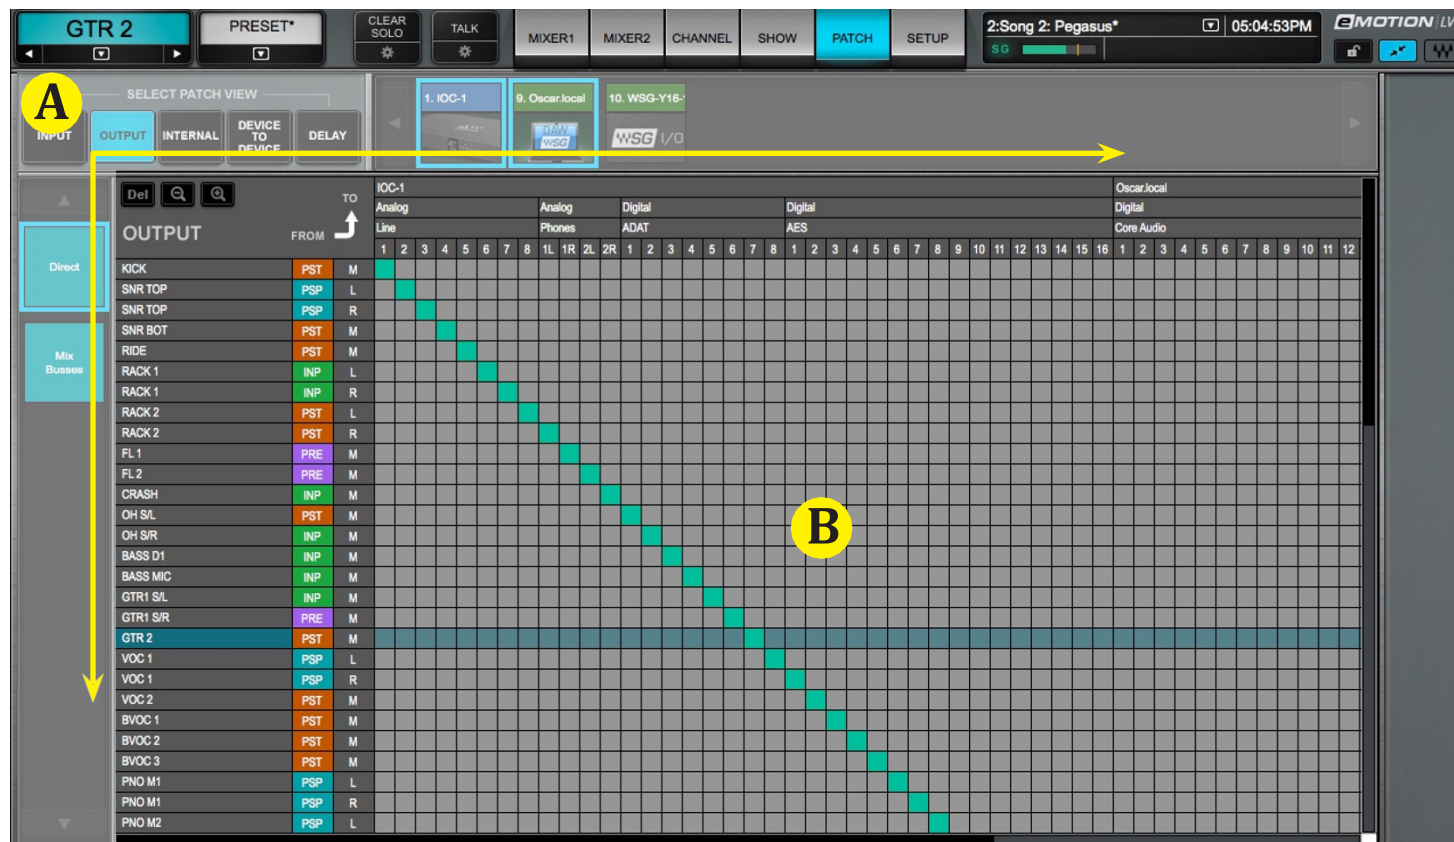 GTR 2 PRESET* CLEAR SOLO TALK MIXER1 MIXER2 CHANNEL SHOW PATCH SETUP 2:Song 2: Pegasus* 05:04:53PM eMOTION LV
SG
A SELECT PATCH VIEW
INPUT OUTPUT INTERNAL DEVICE TO DEVICE DELAY
1. IOC-1 9. Oscar.local 10. WSG-Y16-
DAW WSG WSG I/O
Del TO
OUTPUT FROM
IOC-1 Oscar.local
Analog Analog Digital Digital Digital
Line Phones ADAT AES Core Audio
1 2 3 4 5 6 7 8 1L 1R 2L 2R 1 2 3 4 5 6 7 8 1 2 3 4 5 6 7 8 9 10 11 12 13 14 15 16 1 2 3 4 5 6 7 8 9 10 11 12
Direct
Mix
Busses
KICK PST M
SNR TOP PSP L
SNR TOP PSP R
SNR BOT PST M
RIDE PST M
RACK 1 INP L
RACK 1 INP R
RACK 2 PST L
RACK 2 PST R
FL 1 PRE M
FL 2 PRE M
CRASH INP M
OH S/L PST M
OH S/R INP M
BASS D1 INP M
BASS MIC INP M
GTR1 S/L INP M
GTR1 S/R PRE M
GTR 2 PST M
VOC 1 PSP L
VOC 1 PSP R
VOC 2 PST M
BVOC 1 PST M
BVOC 2 PST M
BVOC 3 PST M
PNO M1 PSP L
PNO M1 PSP R
PNO M2 PSP L
B